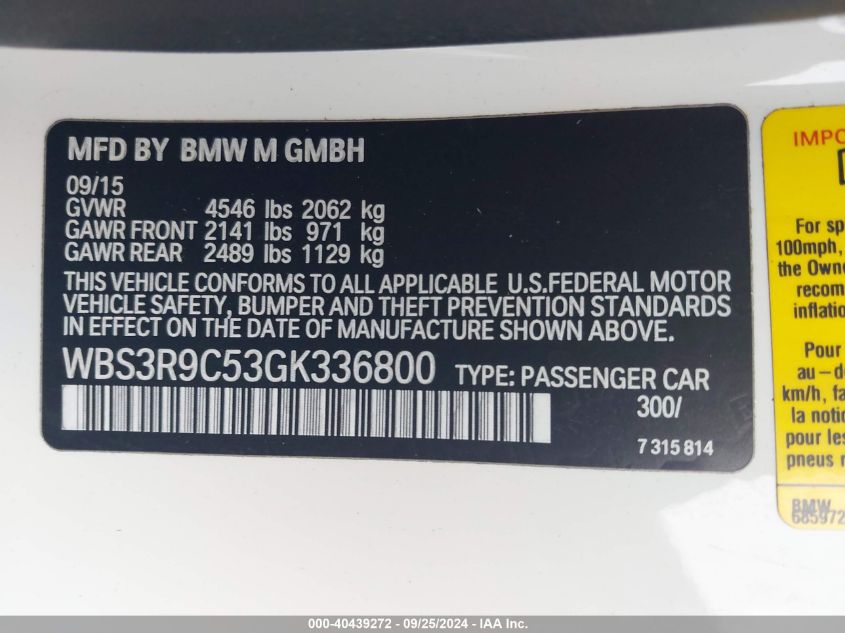 MFD BY BMW M GMBH
09/15
GVWR 4546 lbs 2062 kg
GAWR FRONT 2141 lbs 971 kg
GAWR REAR 2489 lbs 1129 kg
THIS VEHICLE CONFORMS TO ALL APPLICABLE U.S.FEDERAL MOTOR
VEHICLE SAFETY, BUMPER AND THEFT PREVENTION STANDARDS
IN EFFECT ON THE DATE OF MANUFACTURE SHOWN ABOVE.
WBS3R9C53GK336800 TYPE: PASSENGER CAR
300/
7 315 814
IMPO
For sp
100mph,
the Owne
recom
inflatio
Pour
au-de
km/h, fa
la notic
pour les
pneus r
BMW
685972
000-40439272 - 09/25/2024 - IAA Inc.